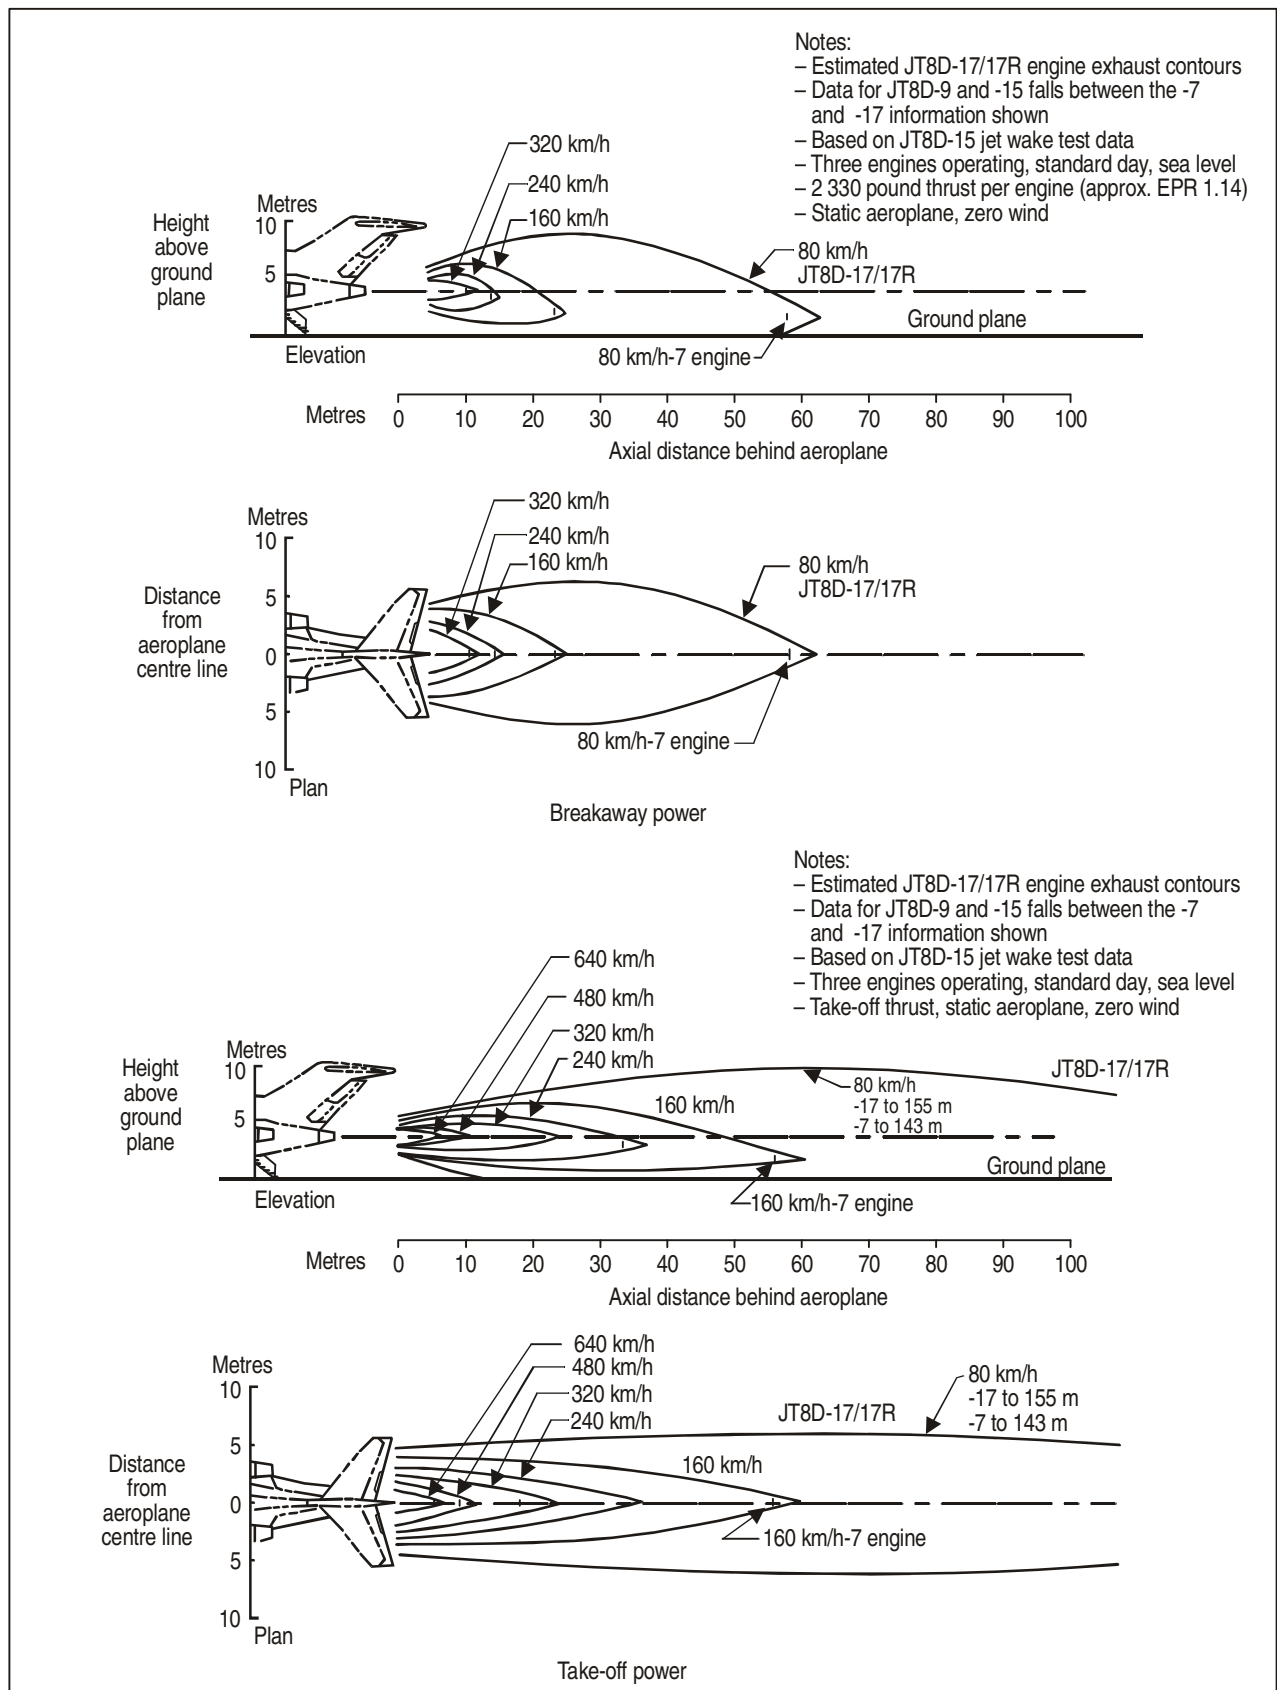 Notes:
– Estimated JT8D-17/17R engine exhaust contours
– Data for JT8D-9 and -15 falls between the -7
and -17 information shown
– Based on JT8D-15 jet wake test data
– Three engines operating, standard day, sea level
– 2 330 pound thrust per engine (approx. EPR 1.14)
– Static aeroplane, zero wind
320 km/h
240 km/h
160 km/h
80 km/h
JT8D-17/17R
Metres
Height
above
ground
plane
10
5
Ground plane
Elevation
80 km/h-7 engine
Metres 0 10 20 30 40 50 60 70 80 90 100
Axial distance behind aeroplane
320 km/h
240 km/h
160 km/h
80 km/h
JT8D-17/17R
Metres
10
5
0
5
10
Distance
from
aeroplane
centre line
80 km/h-7 engine
Plan
Breakaway power
Notes:
– Estimated JT8D-17/17R engine exhaust contours
– Data for JT8D-9 and -15 falls between the -7
and -17 information shown
– Based on JT8D-15 jet wake test data
– Three engines operating, standard day, sea level
– Take-off thrust, static aeroplane, zero wind
640 km/h
480 km/h
320 km/h
240 km/h
160 km/h
JT8D-17/17R
80 km/h
-17 to 155 m
-7 to 143 m
Metres
Height
above
ground
plane
10
5
Ground plane
Elevation
160 km/h-7 engine
Metres 0 10 20 30 40 50 60 70 80 90 100
Axial distance behind aeroplane
640 km/h
480 km/h
320 km/h
240 km/h
160 km/h
JT8D-17/17R
80 km/h
-17 to 155 m
-7 to 143 m
Metres
10
5
0
5
10
Distance
from
aeroplane
centre line
160 km/h-7 engine
Plan
Take-off power